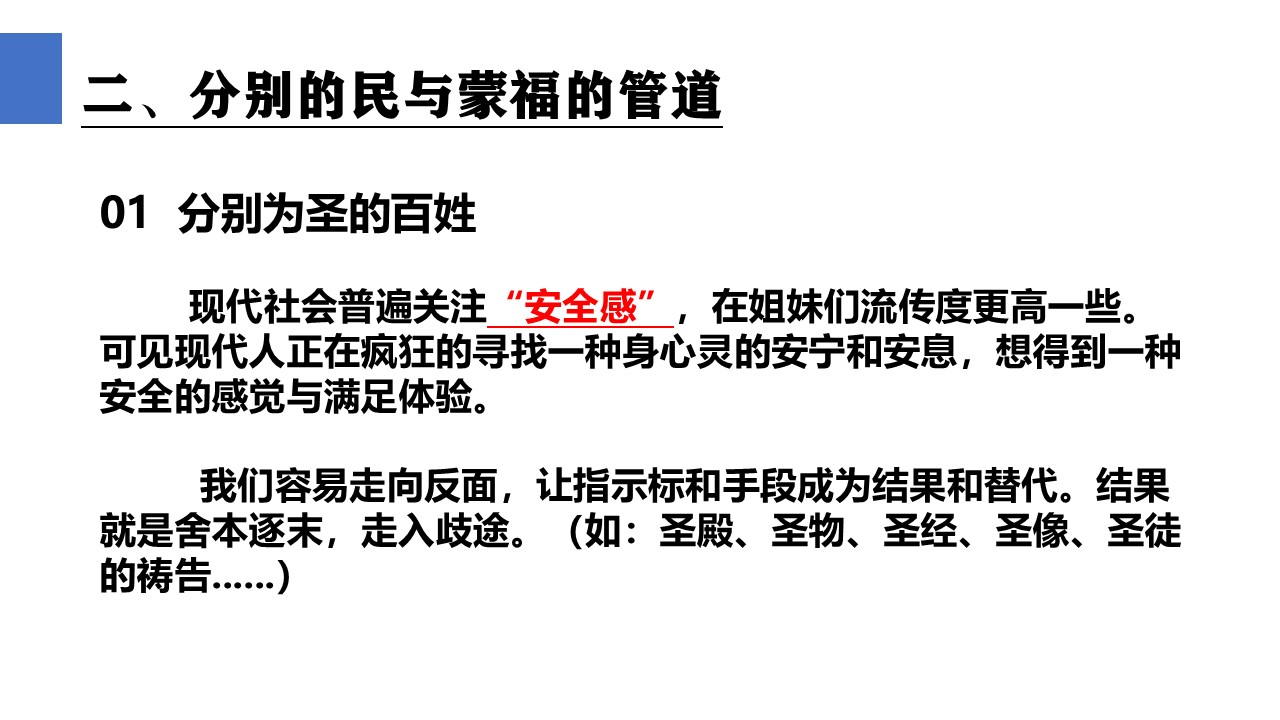 二、分别的民与蒙福的管道
01 分别为圣的百姓
现代社会普遍关注“安全感”，在姐妹们流传度更高一些。
可见现代人正在疯狂的寻找一种身心灵的安宁和安息，想得到一种
安全的感觉与满足体验。
我们容易走向反面，让指示标和手段成为结果和替代。结果
就是舍本逐末，走入歧途。（如：圣殿、圣物、圣经、圣像、圣徒
的祷告……）